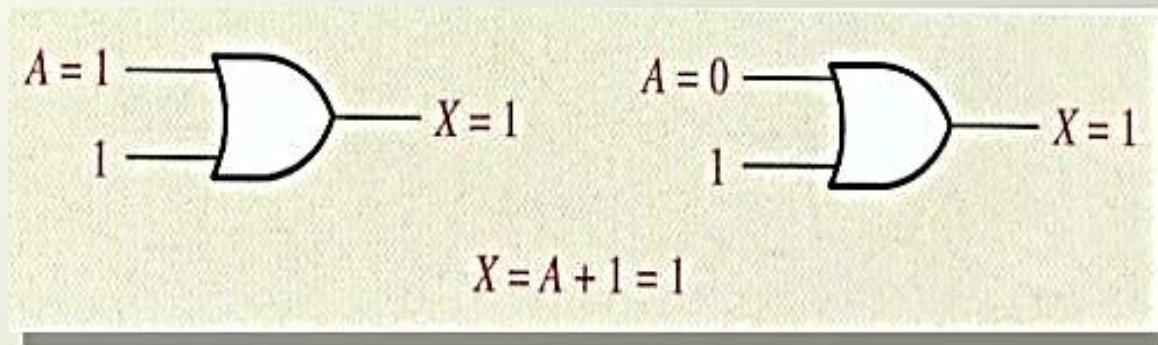 A = 1
1
X = 1
A = 0
1
X = 1
X = A + 1 = 1